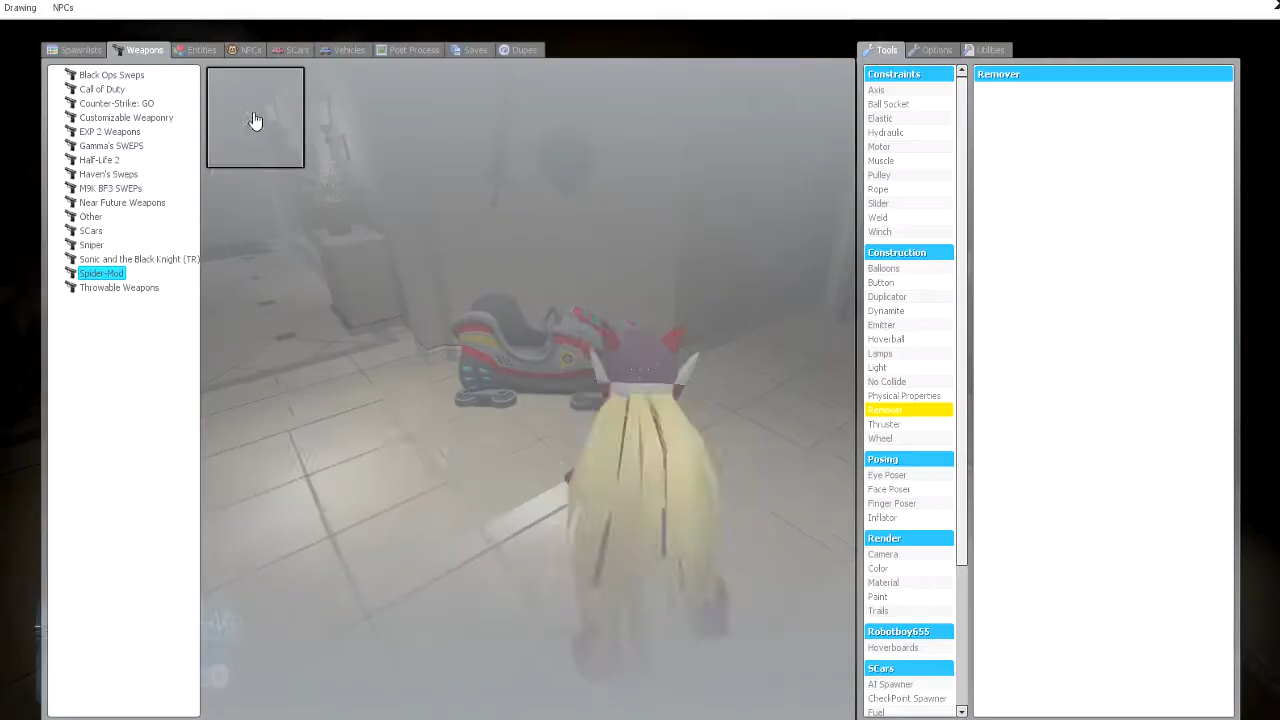 Drawing NPCs
Spawnlists Weapons Entities NPCs SCars Vehicles Post Process Saves Dupes
Black Ops Sweps
Call of Duty
Counter-Strike: GO
Customizable Weaponry
EXP 2 Weapons
Gamma's SWEPS
Half-Life 2
Haven's Sweps
M9K BF3 SWEPs
Near Future Weapons
Other
SCars
Sniper
Sonic and the Black Knight (TR)
Spider-Mod
Throwable Weapons
Tools Options Utilities
Constraints
Axis
Ball Socket
Elastic
Hydraulic
Motor
Muscle
Pulley
Rope
Slider
Weld
Winch
Construction
Balloons
Button
Duplicator
Dynamite
Emitter
Hoverball
Lamps
Light
No Collide
Physical Properties
Remover
Thruster
Wheel
Posing
Eye Poser
Face Poser
Finger Poser
Inflator
Render
Camera
Color
Material
Paint
Trails
Robotboy655
Hoverboards
SCars
AI Spawner
CheckPoint Spawner
Fuel
Remover